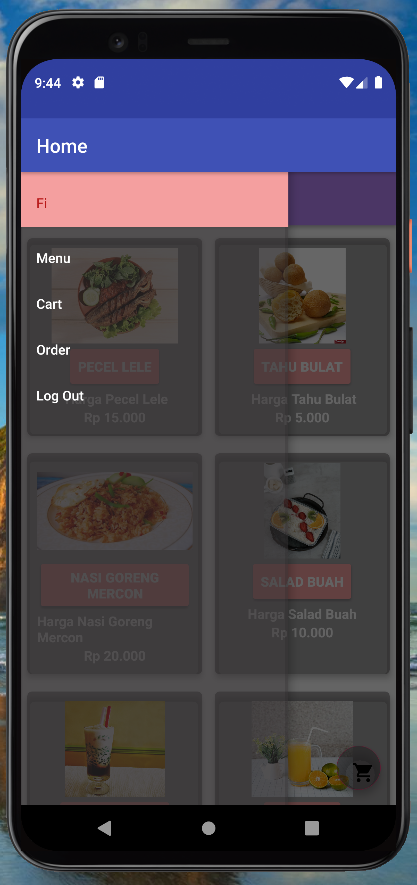 9:44
Home
Fi
Menu
Cart
Order
Log Out
PECEL LELE
Harga Pecel Lele
Rp 15.000
TAHU BULAT
Harga Tahu Bulat
Rp 5.000
NASI GORENG
MERCON
Harga Nasi Goreng
Mercon
Rp 20.000
SALAD BUAH
Harga Salad Buah
Rp 10.000